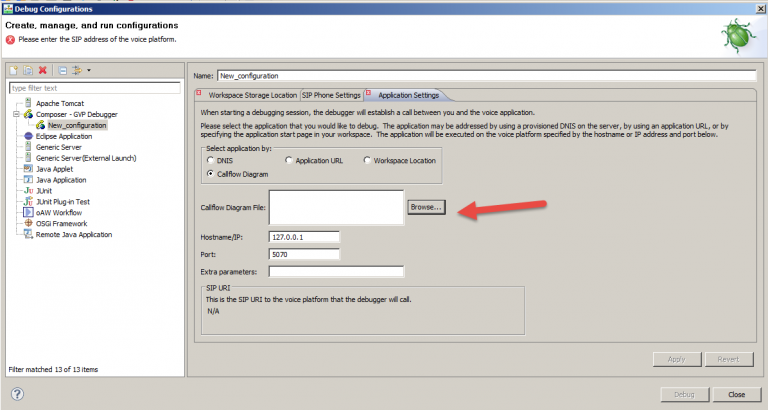 Debug Configurations
Create, manage, and run configurations
Please enter the SIP address of the voice platform.
type filter text
Apache Tomcat
Composer - GVP Debugger
New_configuration
Eclipse Application
Generic Server
Generic Server(External Launch)
Java Applet
Java Application
JUnit
JUnit Plug-in Test
oAW Workflow
OSGi Framework
Remote Java Application
Filter matched 13 of 13 items
Name: New_configuration
Workspace Storage Location SIP Phone Settings Application Settings
When starting a debugging session, the debugger will establish a call between you and the voice application.
Please select the application that you would like to debug. The application may be addressed by using a provisioned DNIS on the server, by using an application URL, or by
specifying the application start page in your workspace. The application will be executed on the voice platform specified by the hostname or IP address and port below.
Select application by:
DNIS Application URL Workspace Location
Callflow Diagram
Callflow Diagram File: Browse...
Hostname/IP: 127.0.0.1
Port: 5070
Extra parameters:
SIP URI
This is the SIP URI to the voice platform that the debugger will call.
N/A
Apply Revert
? Debug Close